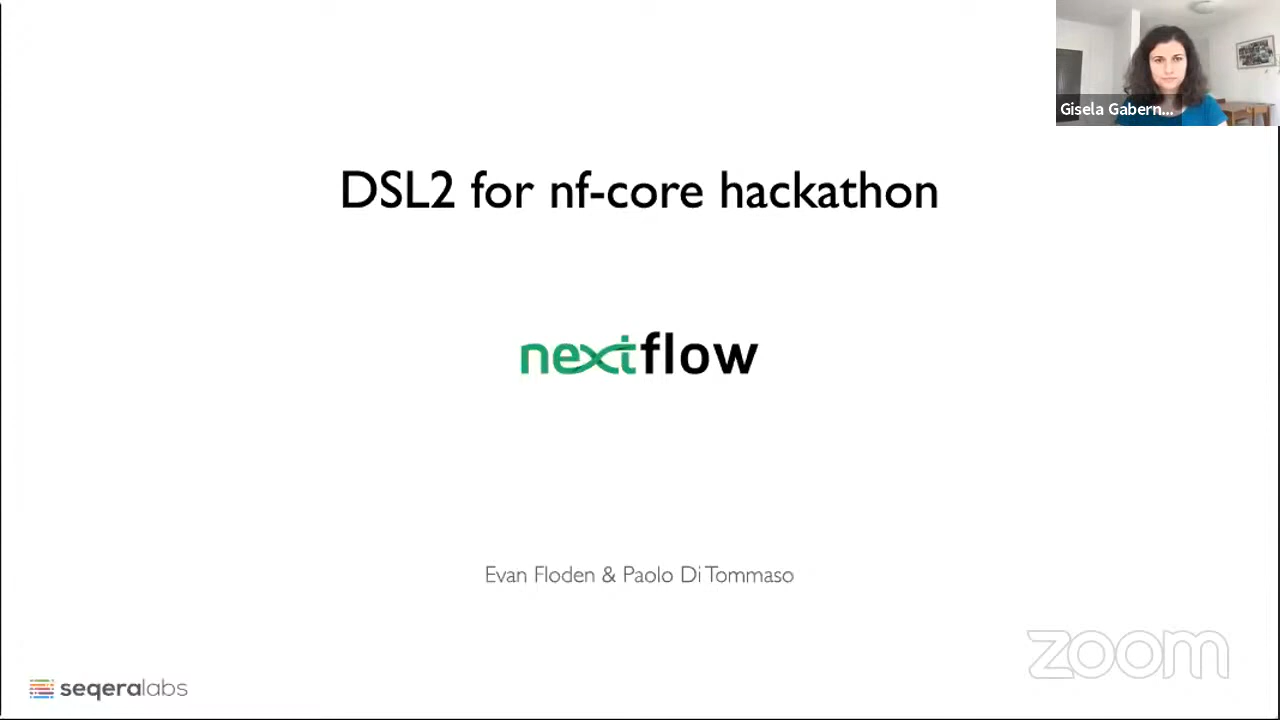 Gisela Gabern...
DSL2 for nf-core hackathon
nextflow
Evan Floden & Paolo Di Tommaso
zoom
seqeralabs